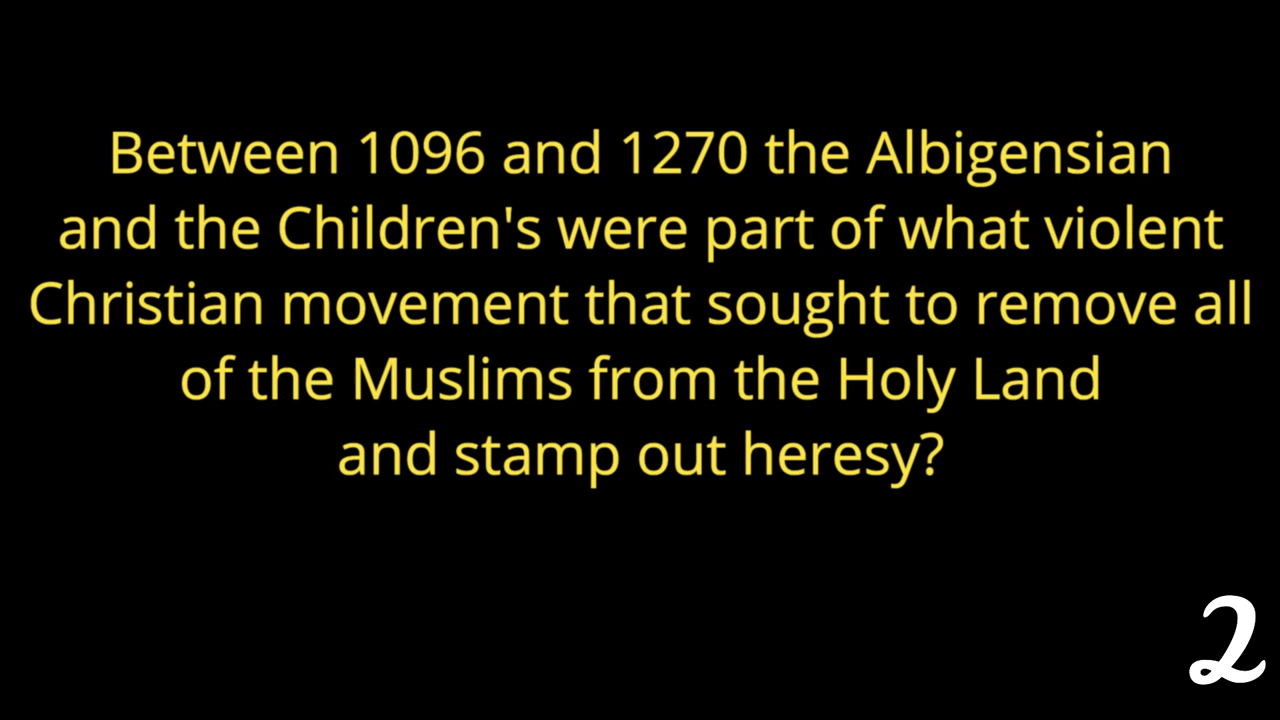 Between 1096 and 1270 the Albigensian
and the Children's were part of what violent
Christian movement that sought to remove all
of the Muslims from the Holy Land
and stamp out heresy?
2